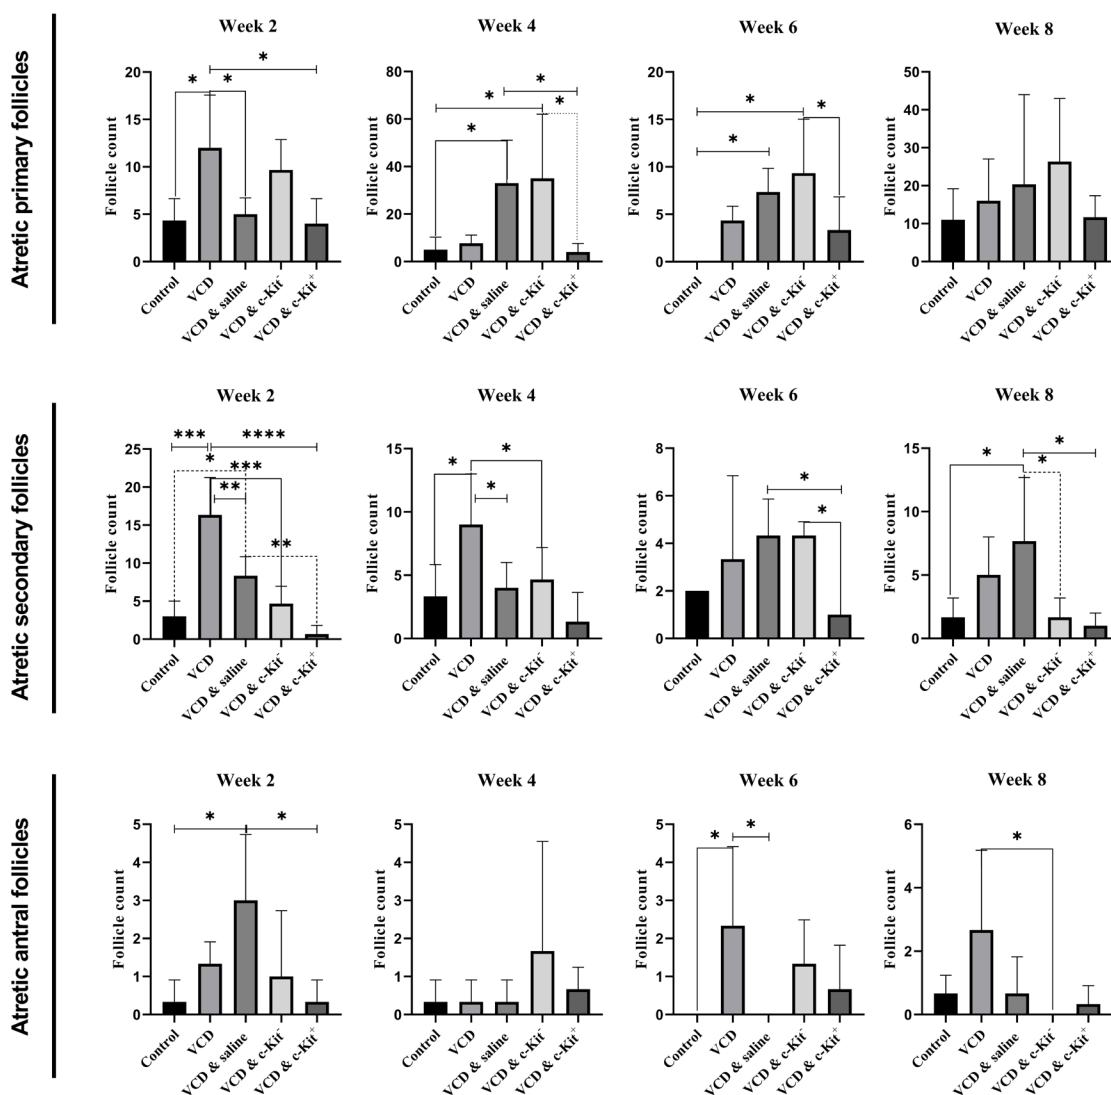 Atretic primary follicles
Week 2
Follicle count
20
15
10
5
0
* * *
Control
VCD
VCD & saline
VCD & c-Kit⁻
VCD & c-Kit⁺
Week 4
Follicle count
80
60
40
20
0
* * * *
Control
VCD
VCD & saline
VCD & c-Kit⁻
VCD & c-Kit⁺
Week 6
Follicle count
20
15
10
5
0
* * *
Control
VCD
VCD & saline
VCD & c-Kit⁻
VCD & c-Kit⁺
Week 8
Follicle count
50
40
30
20
10
0
Control
VCD
VCD & saline
VCD & c-Kit⁻
VCD & c-Kit⁺
Atretic secondary follicles
Week 2
Follicle count
25
20
15
10
5
0
*** ****
* ***
**
**
Control
VCD
VCD & saline
VCD & c-Kit⁻
VCD & c-Kit⁺
Week 4
Follicle count
15
10
5
0
* * *
Control
VCD
VCD & saline
VCD & c-Kit⁻
VCD & c-Kit⁺
Week 6
Follicle count
8
6
4
2
0
* *
Control
VCD
VCD & saline
VCD & c-Kit⁻
VCD & c-Kit⁺
Week 8
Follicle count
15
10
5
0
* * *
Control
VCD
VCD & saline
VCD & c-Kit⁻
VCD & c-Kit⁺
Atretic antral follicles
Week 2
Follicle count
5
4
3
2
1
0
* *
Control
VCD
VCD & saline
VCD & c-Kit⁻
VCD & c-Kit⁺
Week 4
Follicle count
5
4
3
2
1
0
Control
VCD
VCD & saline
VCD & c-Kit⁻
VCD & c-Kit⁺
Week 6
Follicle count
5
4
3
2
1
0
* *
Control
VCD
VCD & saline
VCD & c-Kit⁻
VCD & c-Kit⁺
Week 8
Follicle count
6
4
2
0
*
Control
VCD
VCD & saline
VCD & c-Kit⁻
VCD & c-Kit⁺